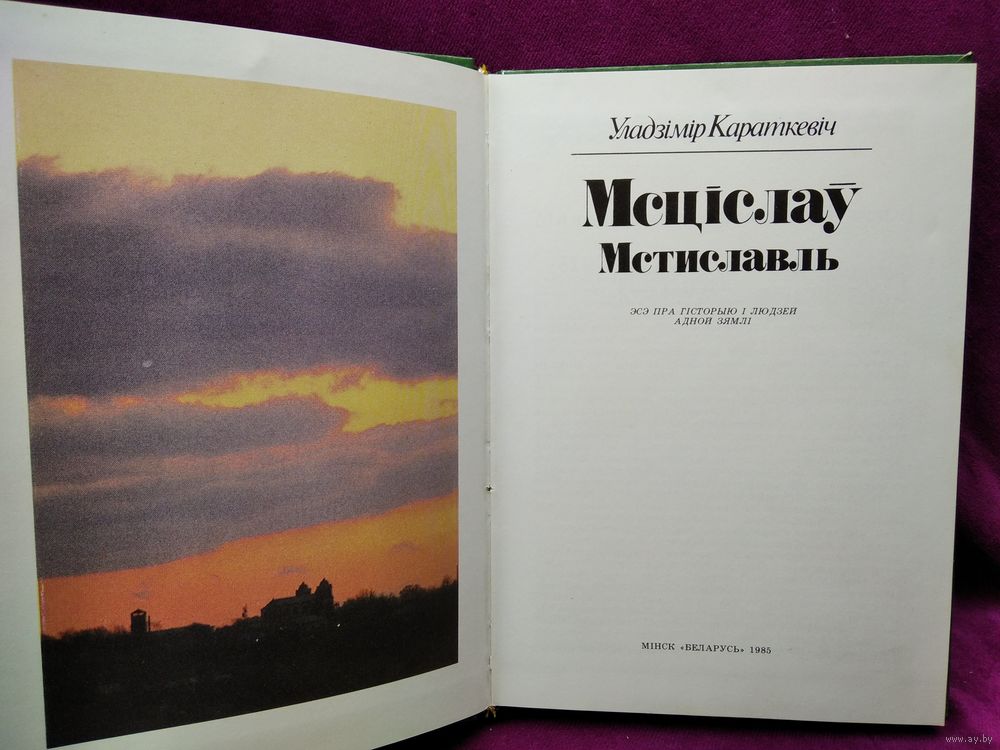 Уладзімір Караткевіч
Мсціслаў
Мстиславль
ЭСЭ ПРА ГІСТОРЫЮ І ЛЮДЗЕЙ
АДНОЙ ЗЯМЛІ
МІНСК «БЕЛАРУСЬ» 1985
www.ay.by